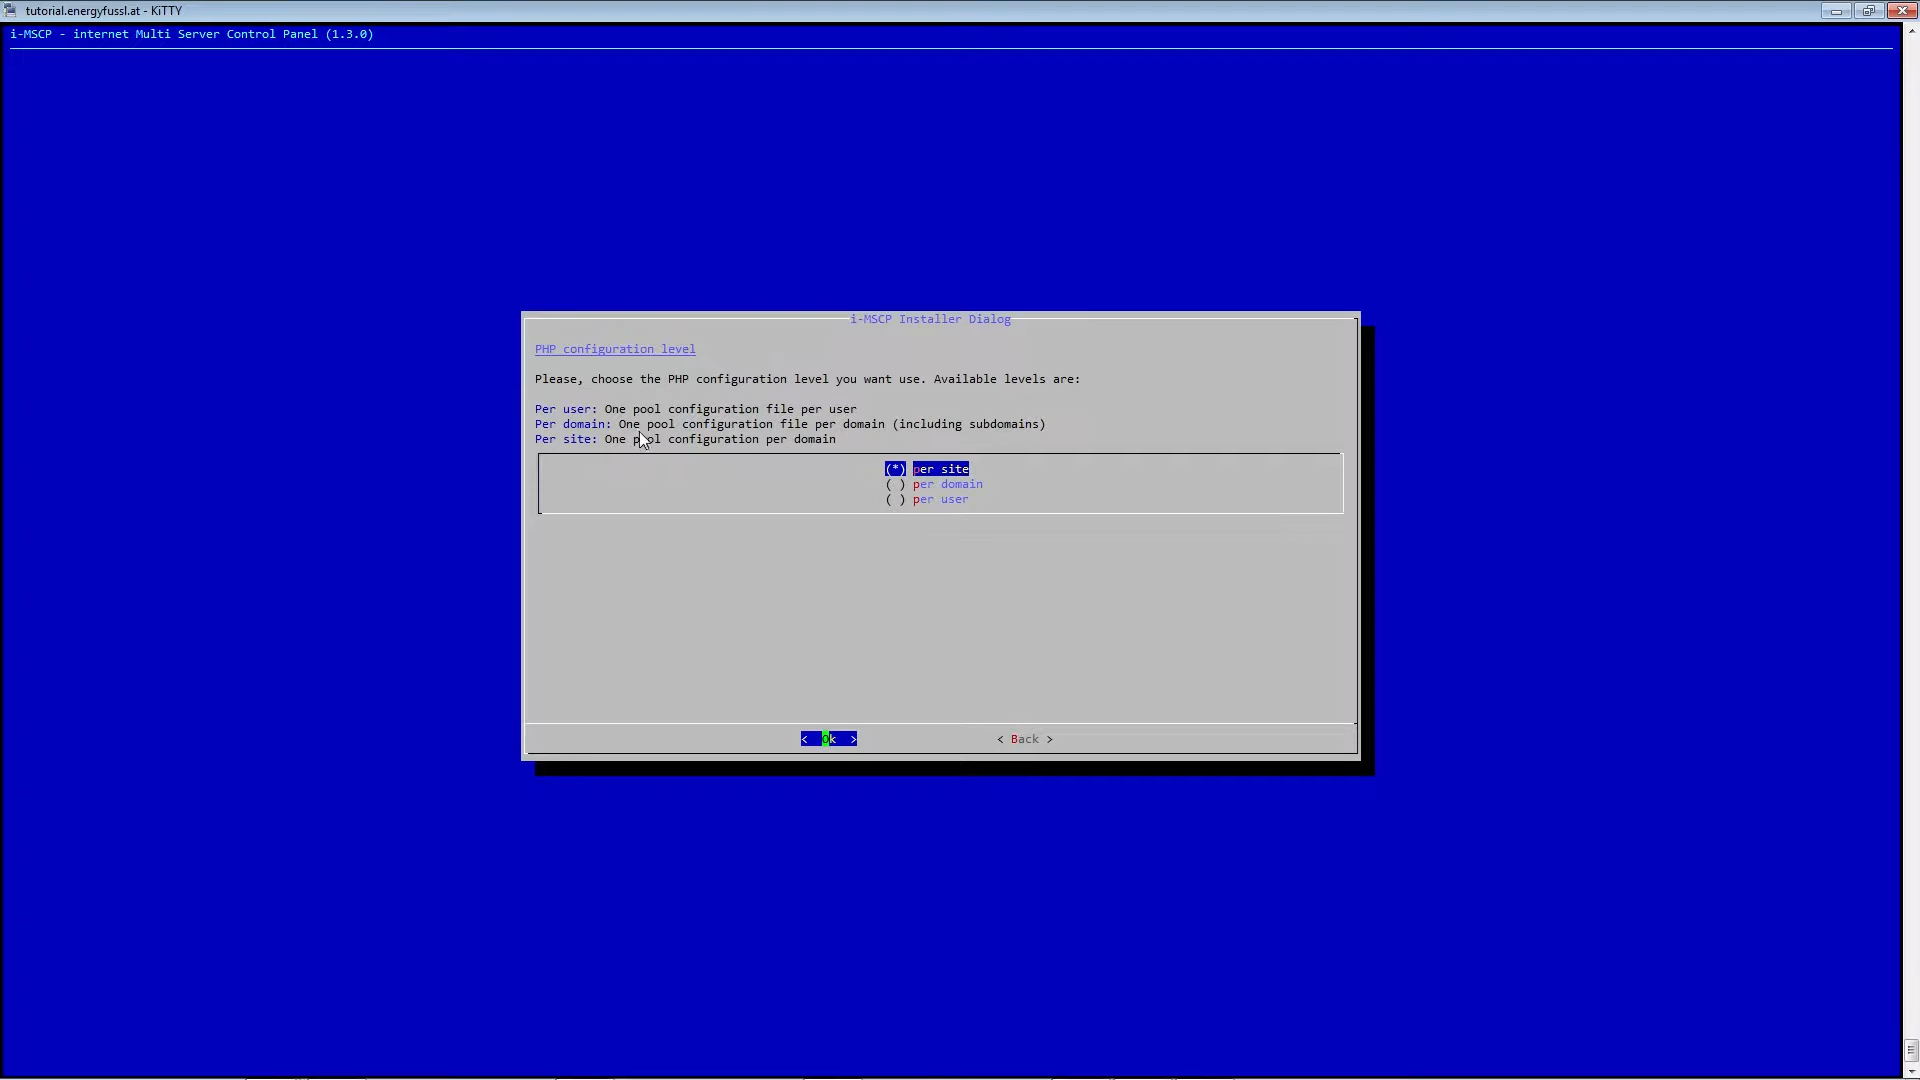 tutorial.energyfussl.at - KiTTY
i-MSCP - internet Multi Server Control Panel (1.3.0)
i-MSCP Installer Dialog
PHP configuration level
Please, choose the PHP configuration level you want use. Available levels are:
Per user: One pool configuration file per user
Per domain: One pool configuration file per domain (including subdomains)
Per site: One pool configuration per domain
(*) per site
( ) per domain
( ) per user
< Ok > < Back >